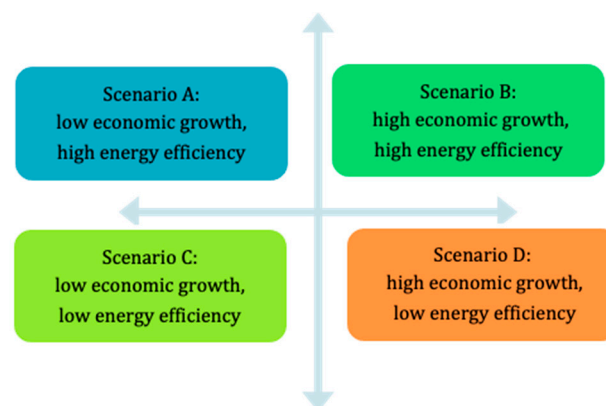 Scenario A:
low economic growth,
high energy efficiency
Scenario B:
high economic growth,
high energy efficiency
Scenario C:
low economic growth,
low energy efficiency
Scenario D:
high economic growth,
low energy efficiency